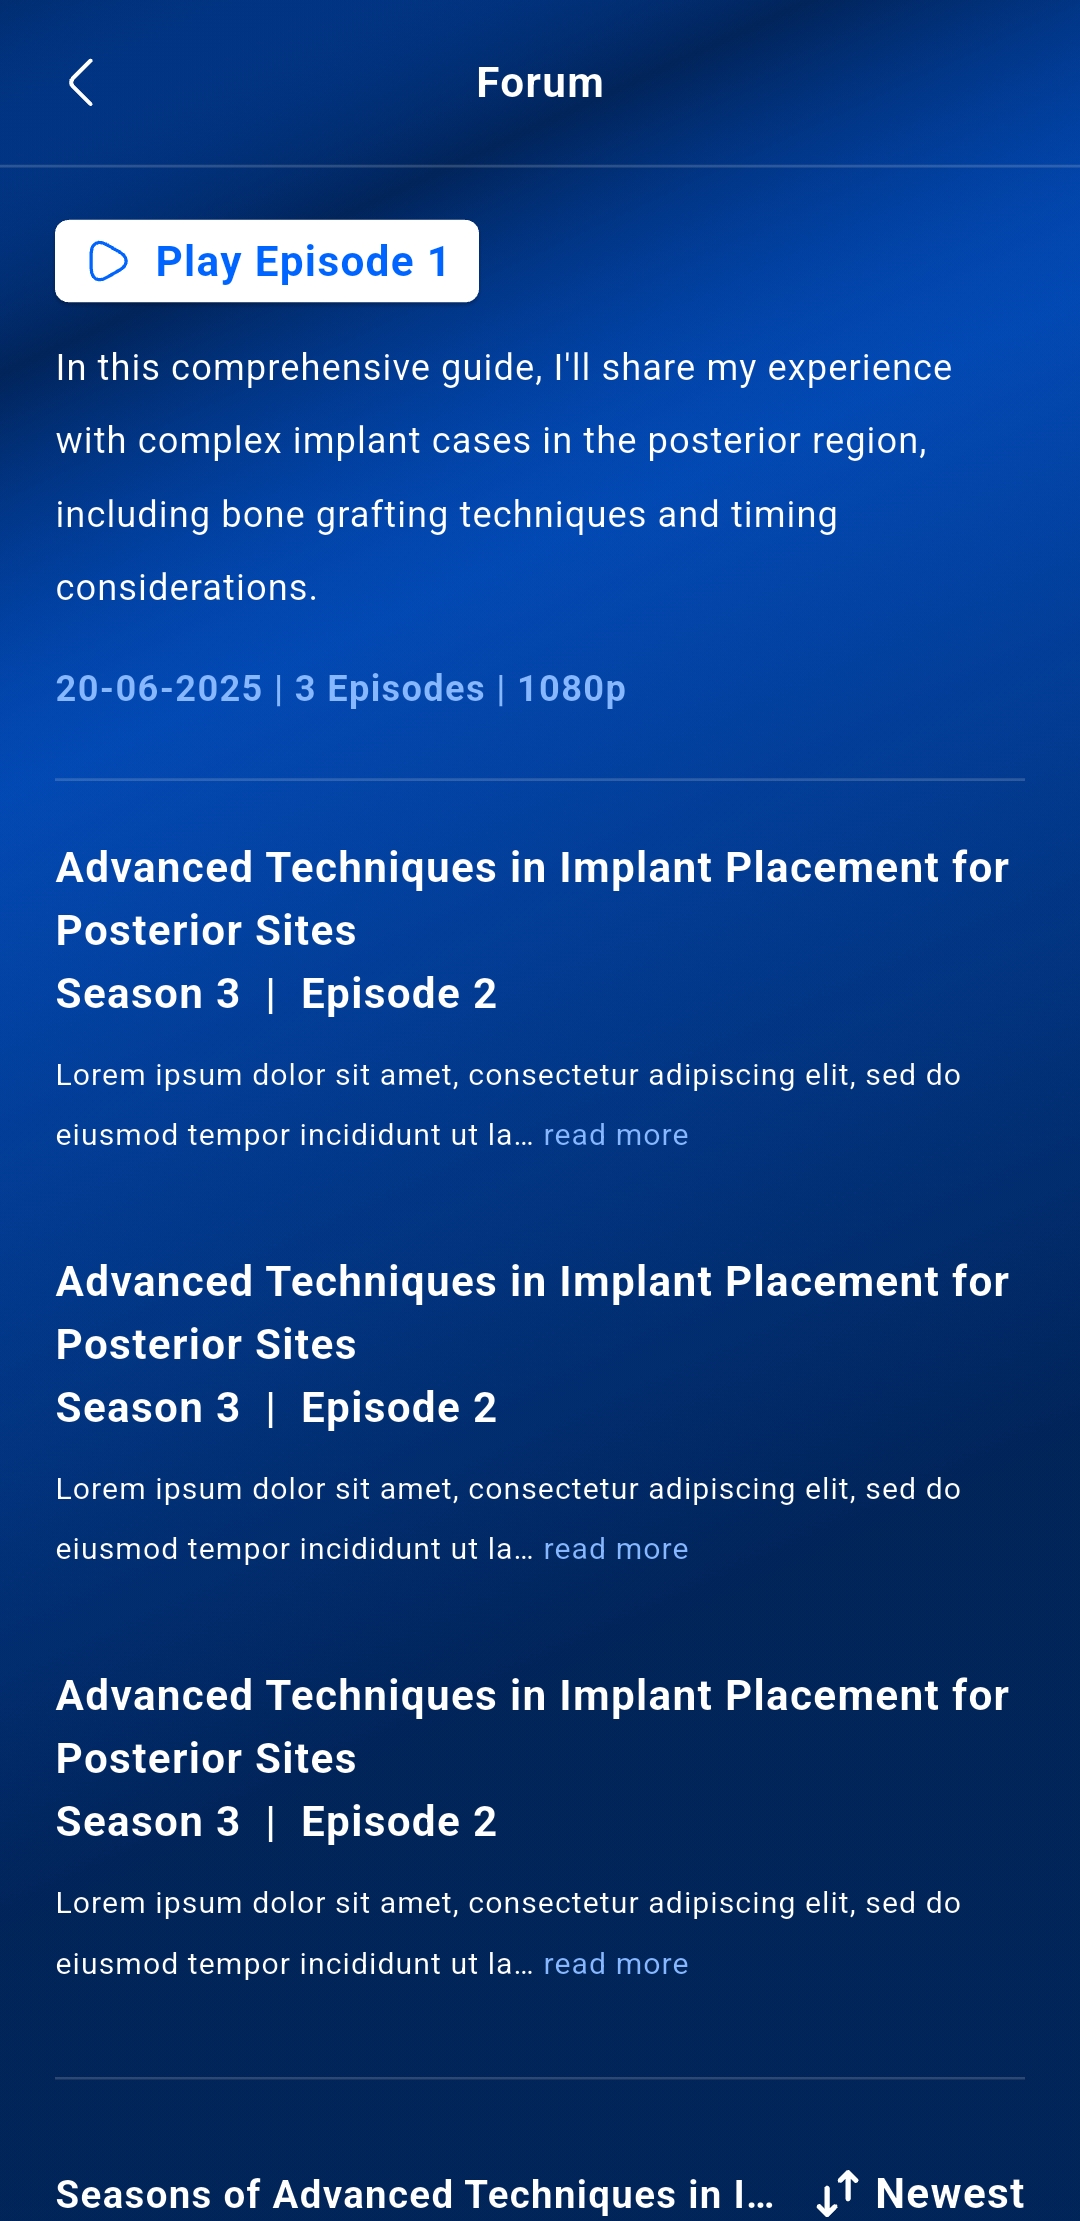 Forum
Play Episode 1
In this comprehensive guide, I'll share my experience
with complex implant cases in the posterior region,
including bone grafting techniques and timing
considerations.
20-06-2025 | 3 Episodes | 1080p
Advanced Techniques in Implant Placement for
Posterior Sites
Season 3 | Episode 2
Lorem ipsum dolor sit amet, consectetur adipiscing elit, sed do
eiusmod tempor incididunt ut la... read more
Advanced Techniques in Implant Placement for
Posterior Sites
Season 3 | Episode 2
Lorem ipsum dolor sit amet, consectetur adipiscing elit, sed do
eiusmod tempor incididunt ut la... read more
Advanced Techniques in Implant Placement for
Posterior Sites
Season 3 | Episode 2
Lorem ipsum dolor sit amet, consectetur adipiscing elit, sed do
eiusmod tempor incididunt ut la... read more
Seasons of Advanced Techniques in I... Newest